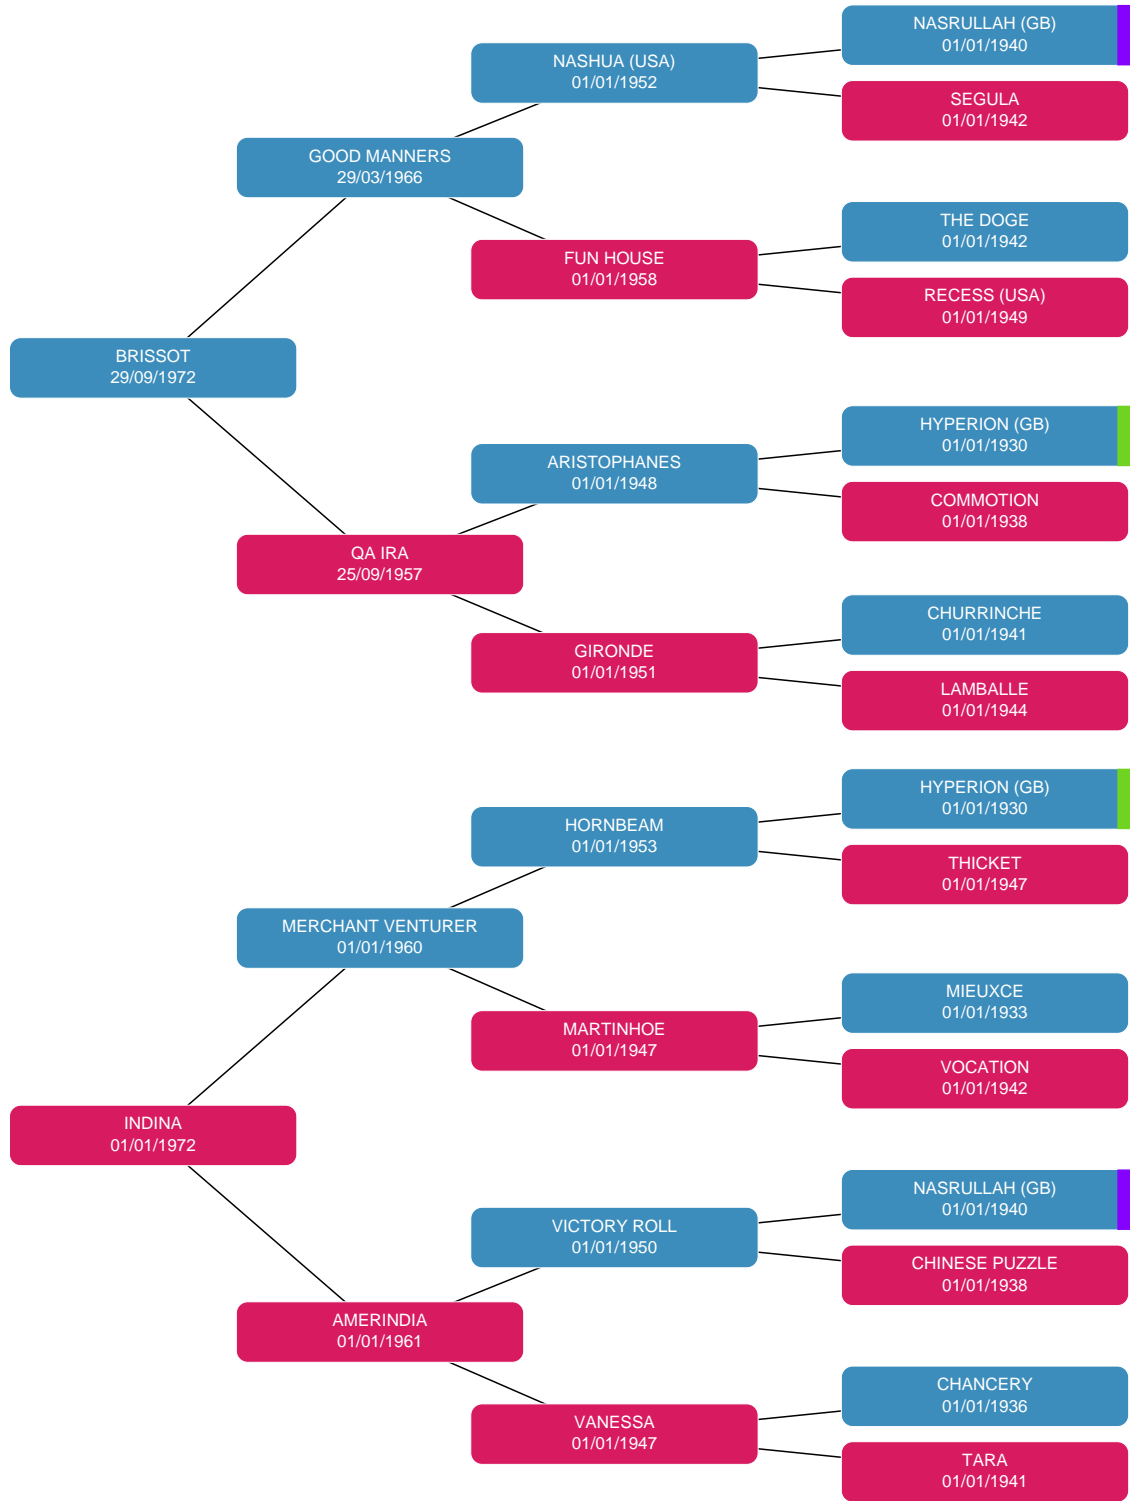 NASRULLAH (GB)
01/01/1940
NASHUA (USA)
01/01/1952
SEGULA
01/01/1942
GOOD MANNERS
29/03/1966
THE DOGE
01/01/1942
FUN HOUSE
01/01/1958
RECESS (USA)
01/01/1949
BRISSOT
29/09/1972
HYPERION (GB)
01/01/1930
ARISTOPHANES
01/01/1948
COMMOTION
01/01/1938
QA IRA
25/09/1957
CHURRINCHE
01/01/1941
GIRONDE
01/01/1951
LAMBALLE
01/01/1944
HYPERION (GB)
01/01/1930
HORNBEAM
01/01/1953
THICKET
01/01/1947
MERCHANT VENTURER
01/01/1960
MIEUXCE
01/01/1933
MARTINHOE
01/01/1947
VOCATION
01/01/1942
INDINA
01/01/1972
NASRULLAH (GB)
01/01/1940
VICTORY ROLL
01/01/1950
CHINESE PUZZLE
01/01/1938
AMERINDIA
01/01/1961
CHANCERY
01/01/1936
VANESSA
01/01/1947
TARA
01/01/1941